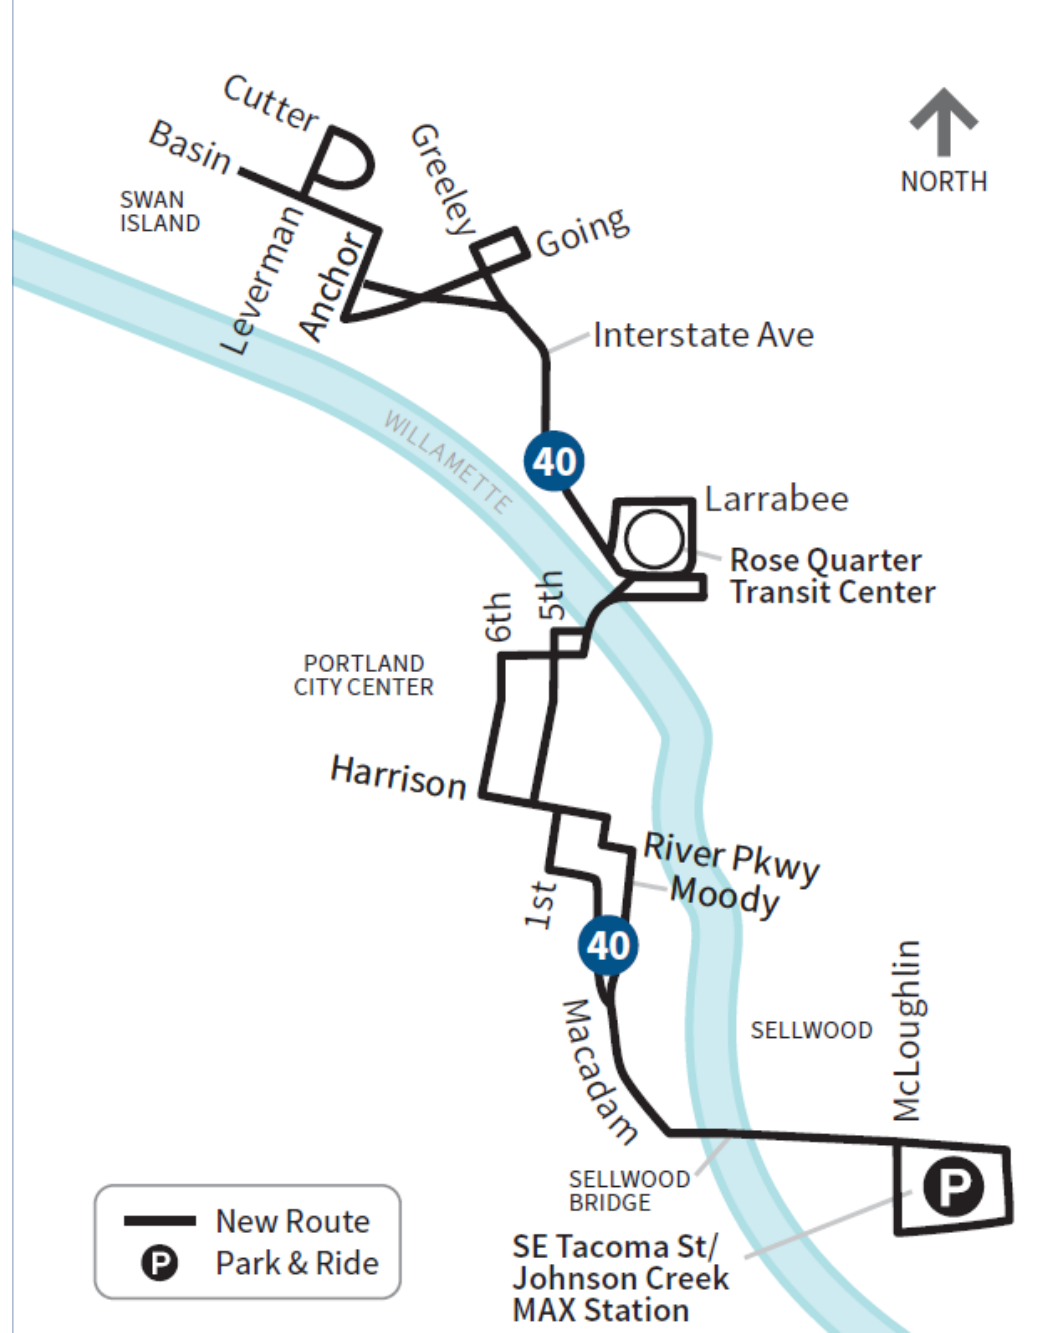 Cutter
Basin
Greeley
NORTH
SWAN
ISLAND
Going
Leverman
Anchor
Interstate Ave
WILLAMETTE
40
Larrabee
Rose Quarter
Transit Center
5th
6th
PORTLAND
CITY CENTER
Harrison
River Pkwy
Moody
1st
40
McLoughlin
Macadam
SELLWOOD
SELLWOOD
BRIDGE
P
New Route
P Park & Ride
SE Tacoma St/
Johnson Creek
MAX Station